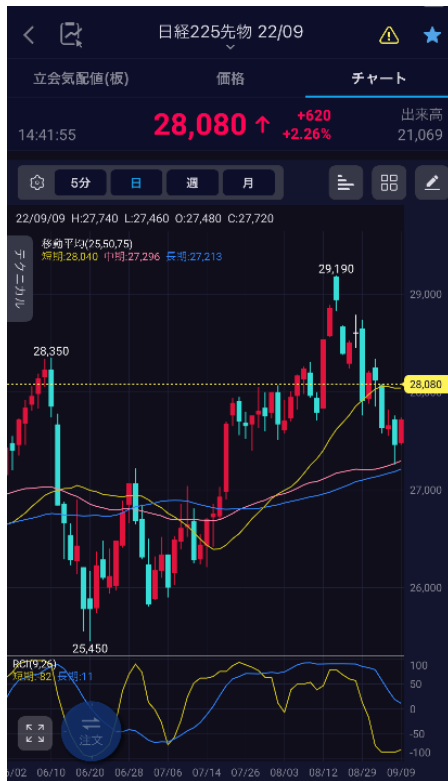 日経225先物 22/09
立会気配値(板) 価格 チャート
14:41:55 28,080 ↑ +620 +2.26% 出来高 21,069
5分 日 週 月
22/09/09 H:27,740 L:27,460 O:27,480 C:27,720
テクニカル
移動平均(25,50,75)
短期:28,040 中期:27,296 長期:27,213
29,190
29,000
28,350
28,080
27,000
26,000
25,450
RCI(9,26)
短期:-82 長期:11
100
50
0
-50
-100
注文
06/10 06/20 06/28 07/06 07/14 07/26 08/03 08/12 08/29 09/09